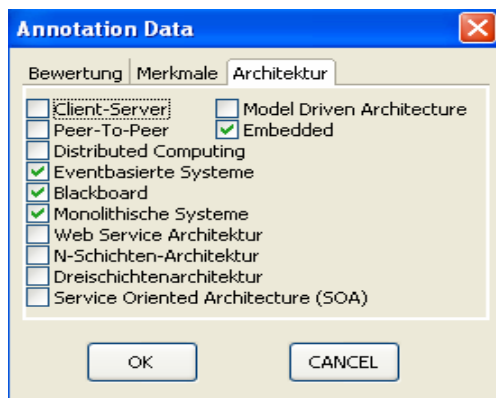 Annotation Data
Bewertung Merkmale Architektur
Client-Server Model Driven Architecture
Peer-To-Peer Embedded
Distributed Computing
Eventbasierte Systeme
Blackboard
Monolithische Systeme
Web Service Architektur
N-Schichten-Architektur
Dreischichtenarchitektur
Service Oriented Architecture (SOA)
OK CANCEL